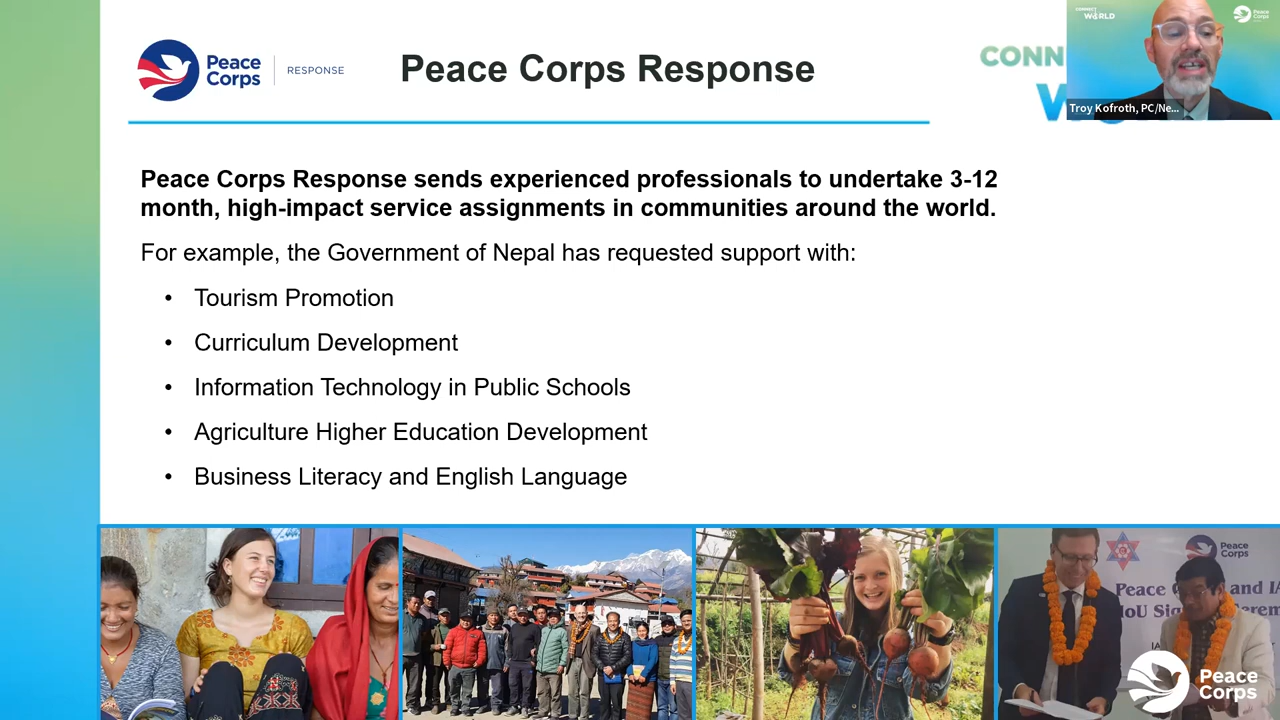 Peace
Corps
RESPONSE
Peace Corps Response
CONNECT
WORLD
Peace
Corps
Troy Kofroth, PC/Ne...
Peace Corps Response sends experienced professionals to undertake 3-12
month, high-impact service assignments in communities around the world.
For example, the Government of Nepal has requested support with:
• Tourism Promotion
• Curriculum Development
• Information Technology in Public Schools
• Agriculture Higher Education Development
• Business Literacy and English Language
Peace
Corps
Peace
Peace
Corps